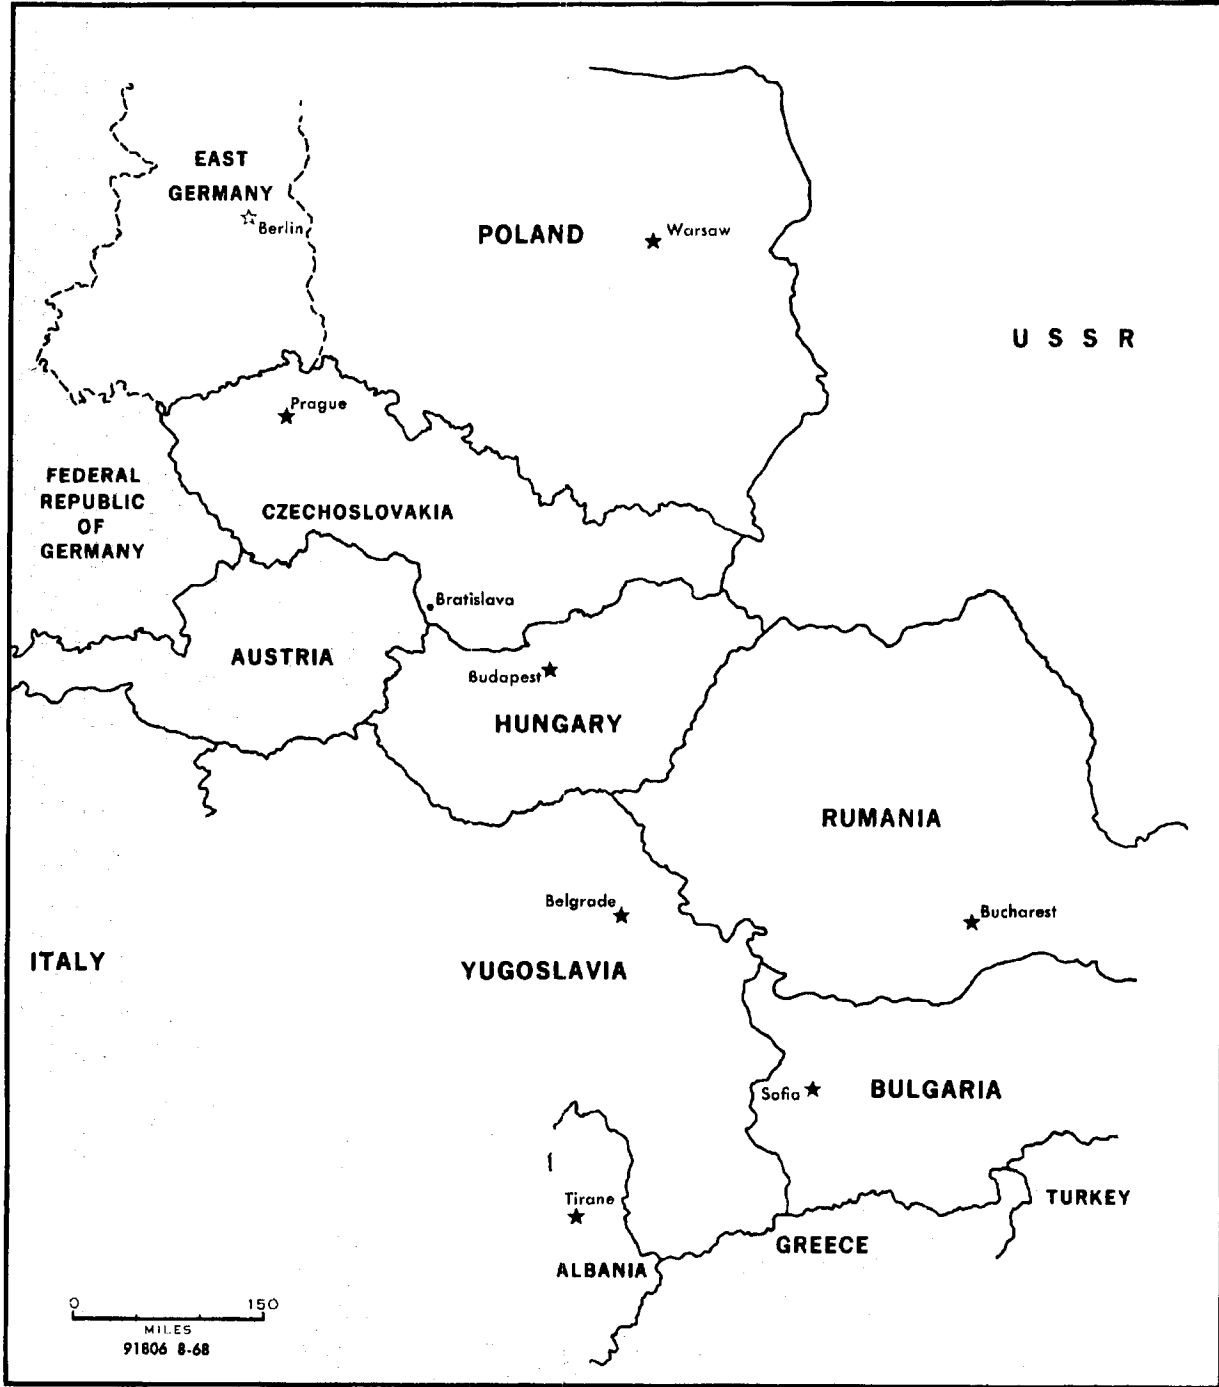 EAST
GERMANY
Berlin
POLAND
Warsaw
U S S R
Prague
FEDERAL
REPUBLIC
OF
GERMANY
CZECHOSLOVAKIA
Bratislava
AUSTRIA
Budapest
HUNGARY
RUMANIA
Belgrade
Bucharest
ITALY
YUGOSLAVIA
Sofia
BULGARIA
Tirane
TURKEY
GREECE
ALBANIA
0 150
MILES
91806 8-68